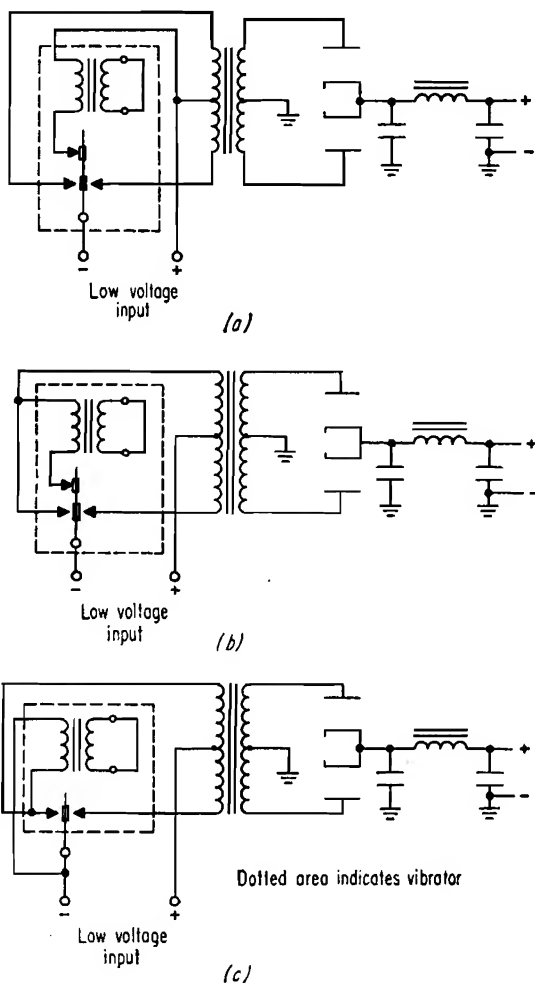 +
-
- +
Low voltage
input
(a)
+
-
- +
Low voltage
input
(b)
+
-
Dotted area indicates vibrator
- +
Low voltage
input
(c)